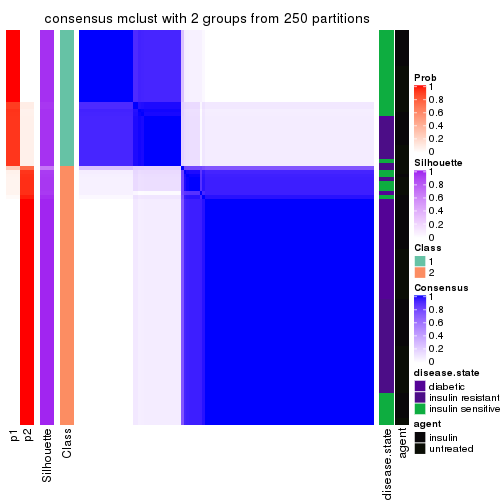 consensus mclust with 2 groups from 250 partitions
Prob
1
0.8
0.6
0.4
0.2
0
Silhouette
1
0.8
0.6
0.4
0.2
0
Class
1
2
Consensus
1
0.8
0.6
0.4
0.2
0
disease.state
diabetic
insulin resistant
insulin sensitive
agent
insulin
untreated
p1
p2
Silhouette
Class
disease.state
agent